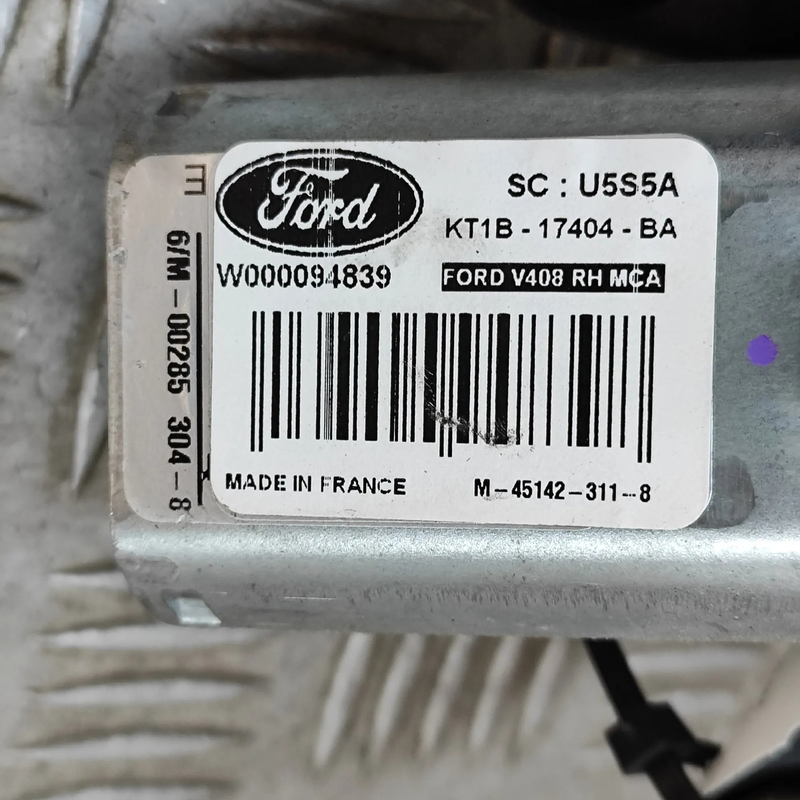 Ford
SC : U5S5A
KT1B - 17404 - BA
W000094839
FORD V408 RH MCA
MADE IN FRANCE
M-45142-311-8
E
6/M-00285 304-8